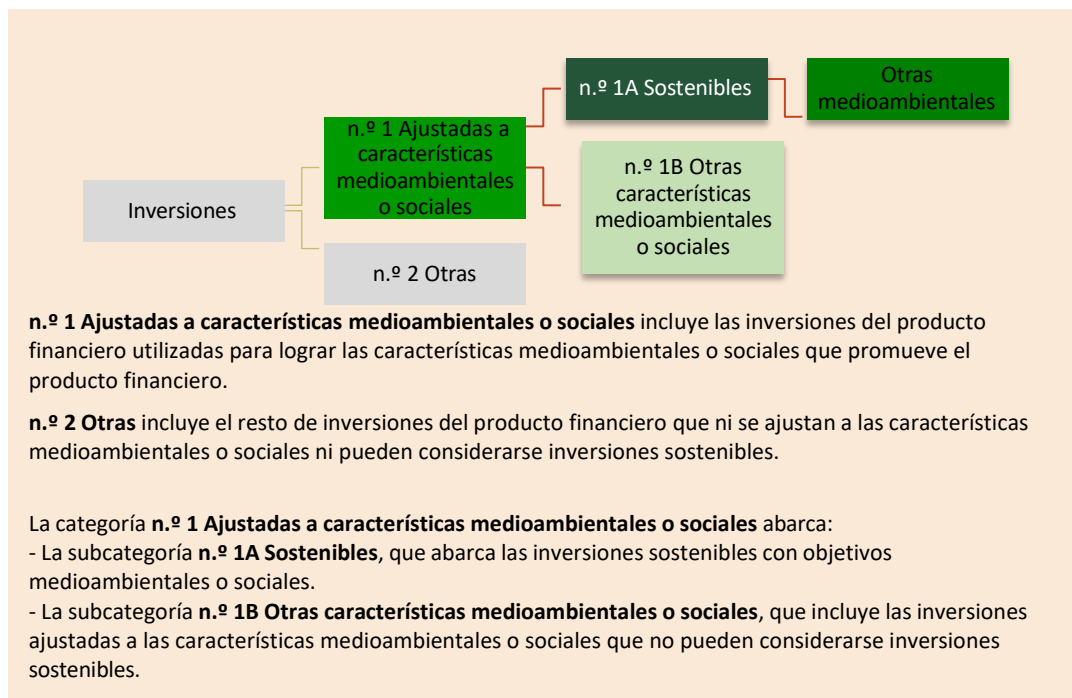 n.º 1A Sostenibles
Otras
medioambientales
n.º 1 Ajustadas a
características
medioambientales
o sociales
n.º 1B Otras
características
medioambientales
o sociales
Inversiones
n.º 2 Otras
n.º 1 Ajustadas a características medioambientales o sociales incluye las inversiones del producto
financiero utilizadas para lograr las características medioambientales o sociales que promueve el
producto financiero.
n.º 2 Otras incluye el resto de inversiones del producto financiero que ni se ajustan a las características
medioambientales o sociales ni pueden considerarse inversiones sostenibles.
La categoría n.º 1 Ajustadas a características medioambientales o sociales abarca:
- La subcategoría n.º 1A Sostenibles, que abarca las inversiones sostenibles con objetivos
medioambientales o sociales.
- La subcategoría n.º 1B Otras características medioambientales o sociales, que incluye las inversiones
ajustadas a las características medioambientales o sociales que no pueden considerarse inversiones
sostenibles.